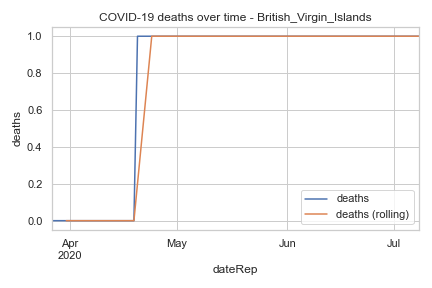 COVID-19 deaths over time - British_Virgin_Islands
1.0
0.8
0.6
0.4
0.2
0.0
deaths
deaths
deaths (rolling)
Apr
2020
May
Jun
Jul
dateRep